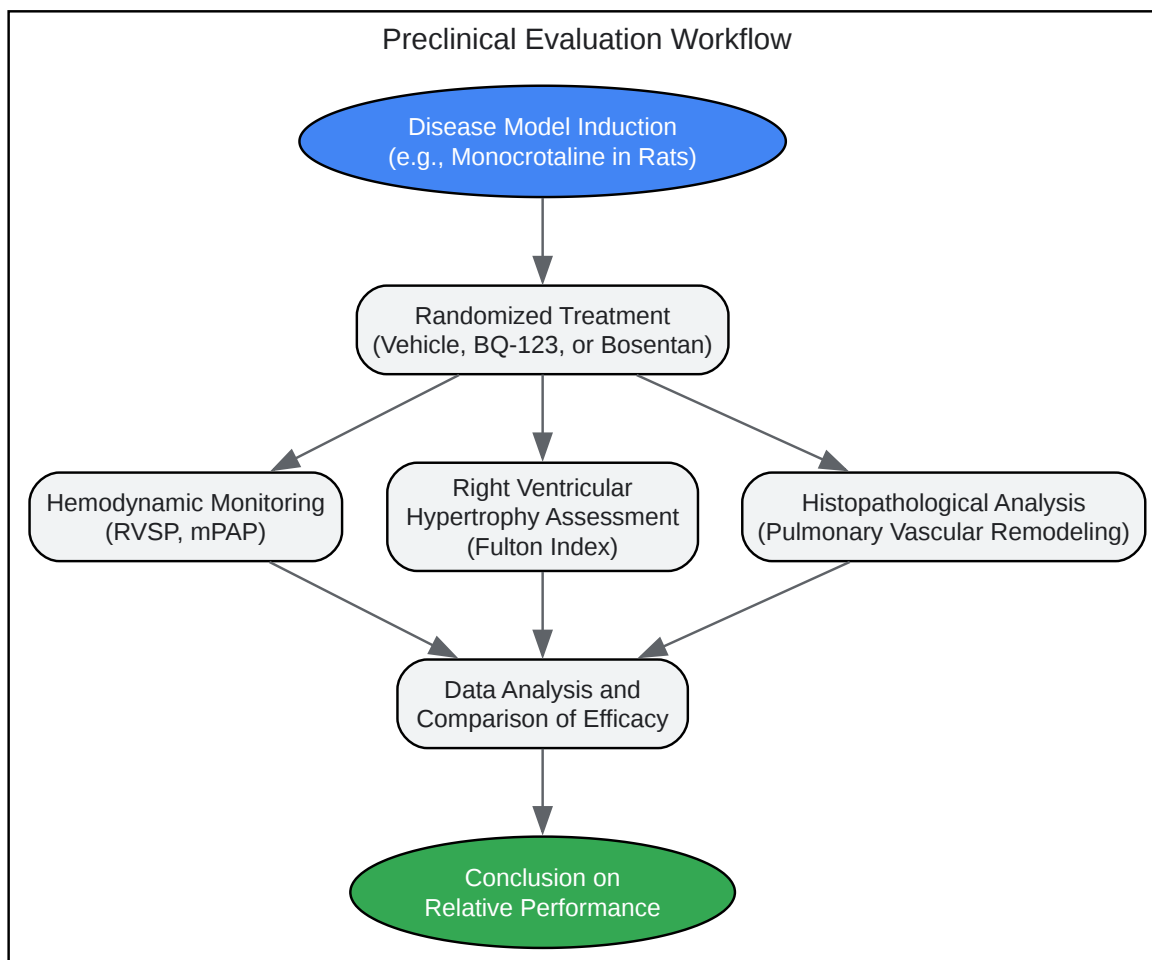 Preclinical Evaluation Workflow
Disease Model Induction
(e.g., Monocrotaline in Rats)
Randomized Treatment
(Vehicle, BQ-123, or Bosentan)
Hemodynamic Monitoring
(RVSP, mPAP)
Right Ventricular
Hypertrophy Assessment
(Fulton Index)
Histopathological Analysis
(Pulmonary Vascular Remodeling)
Data Analysis and
Comparison of Efficacy
Conclusion on
Relative Performance